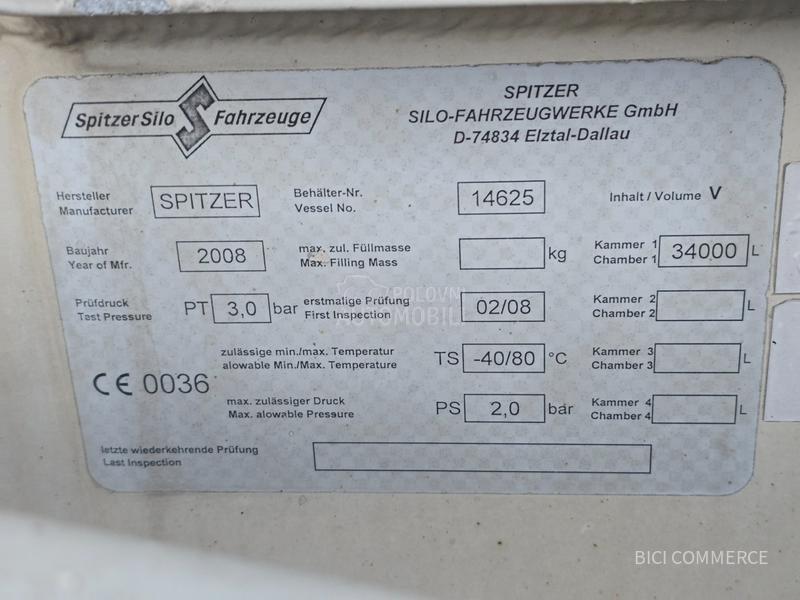 SpitzerSilo S Fahrzeuge
SPITZER
SILO-FAHRZEUGWERKE GmbH
D-74834 Elztal-Dallau
Hersteller
Manufacturer
SPITZER
Behälter-Nr.
Vessel No.
14625
Inhalt / Volume V
Baujahr
Year of Mfr.
2008
max. zul. Füllmasse
Max. Filling Mass
kg
Kammer 1
Chamber 1
34000 L
Prüfdruck
Test Pressure
PT 3,0 bar
erstmalige Prüfung
First Inspection
02/08
Kammer 2
Chamber 2
L
zulässige min./max. Temperatur
alowable Min./Max. Temperature
TS -40/80 °C
Kammer 3
Chamber 3
L
CE 0036
max. zulässiger Druck
Max. alowable Pressure
PS 2,0 bar
Kammer 4
Chamber 4
L
letzte wiederkehrende Prüfung
Last Inspection
POLOVNI
AUTOMOBILI
BICI COMMERCE